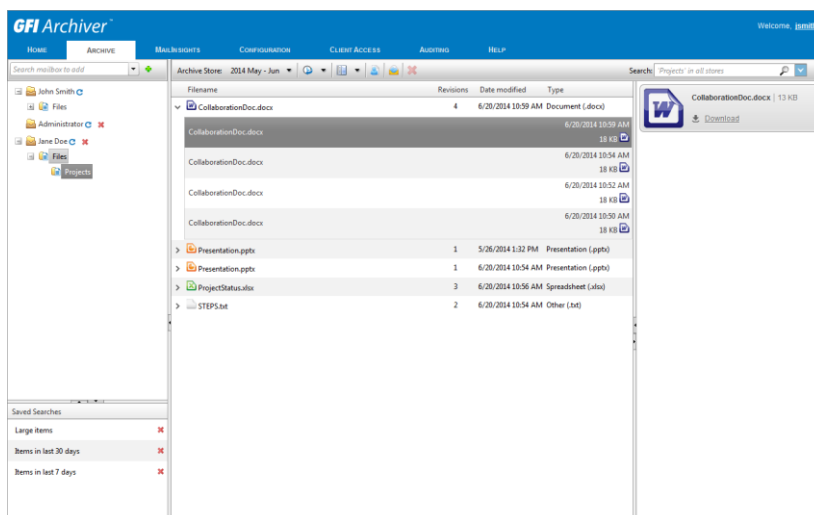 GFI Archiver™
Welcome, jsmith
HOME ARCHIVE MAILINSIGHTS CONFIGURATION CLIENT ACCESS AUDITING HELP
Search mailbox to add
Archive Store: 2014 May - Jun
Search: 'Projects' in all stores
John Smith
Files
Administrator
Jane Doe
Files
Projects
Filename Revisions Date modified Type
CollaborationDoc.docx 4 6/20/2014 10:59 AM Document (.docx)
CollaborationDoc.docx 6/20/2014 10:59 AM
18 KB
CollaborationDoc.docx 6/20/2014 10:54 AM
18 KB
CollaborationDoc.docx 6/20/2014 10:52 AM
18 KB
CollaborationDoc.docx 6/20/2014 10:50 AM
18 KB
Presentation.pptx 1 5/26/2014 1:32 PM Presentation (.pptx)
Presentation.pptx 1 6/20/2014 10:54 AM Presentation (.pptx)
ProjectStatus.xlsx 3 6/20/2014 10:56 AM Spreadsheet (.xlsx)
STEPS.txt 2 6/20/2014 10:54 AM Other (.txt)
W
CollaborationDoc.docx | 13 KB
Download
Saved Searches
Large items
Items in last 30 days
Items in last 7 days